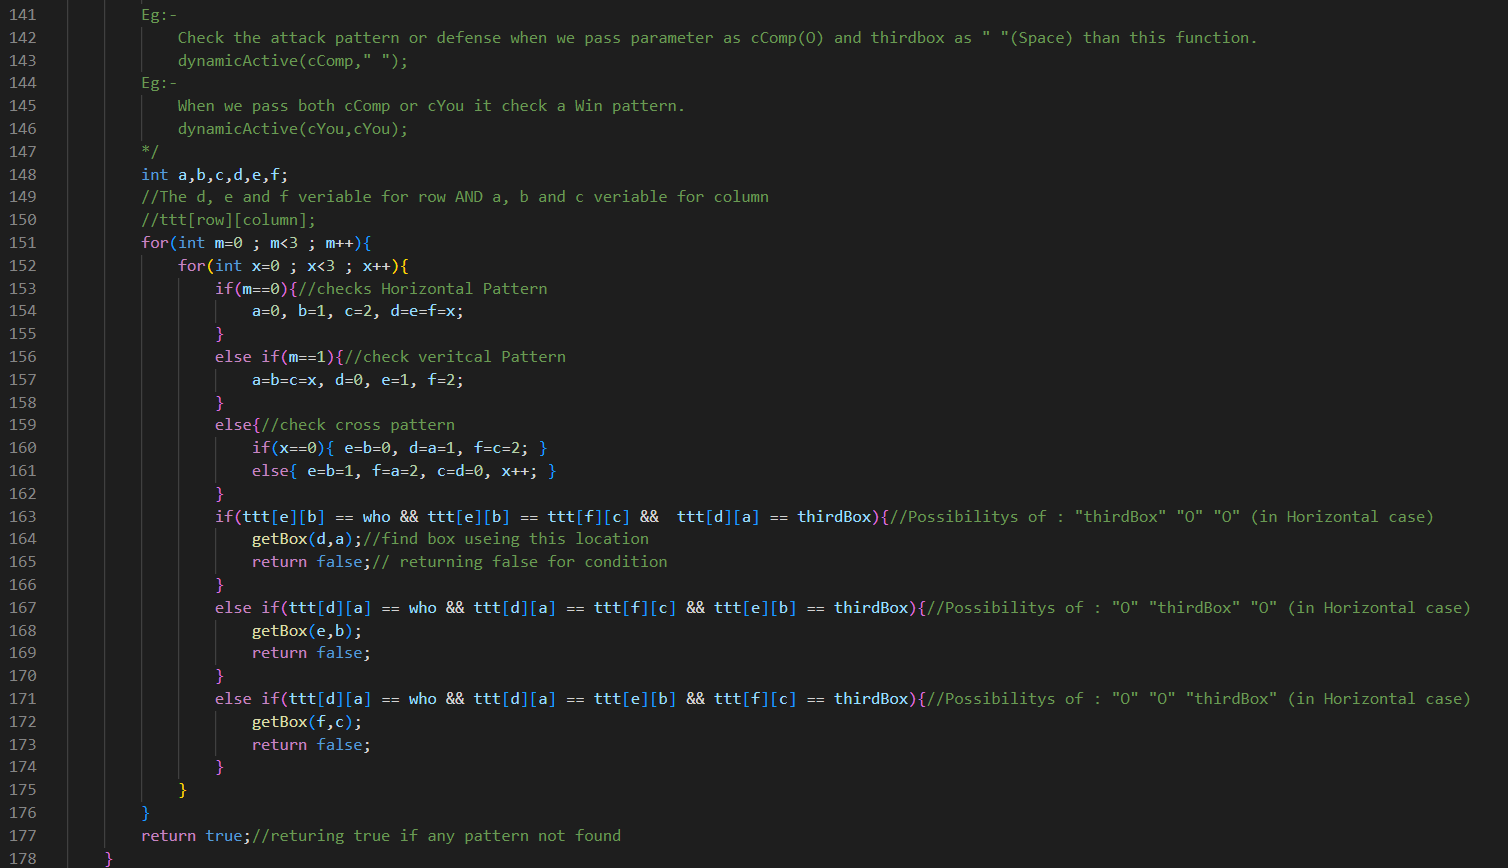 141 Eg:-
142 Check the attack pattern or defense when we pass parameter as cComp(O) and thirdbox as " "(Space) than this function.
143 dynamicActive(cComp," ");
144 Eg:-
145 When we pass both cComp or cYou it check a Win pattern.
146 dynamicActive(cYou,cYou);
147 */
148 int a,b,c,d,e,f;
149 //The d, e and f veriable for row AND a, b and c veriable for column
150 //ttt[row][column];
151 for(int m=0 ; m<3 ; m++){
152 for(int x=0 ; x<3 ; x++){
153 if(m==0){//checks Horizontal Pattern
154 a=0, b=1, c=2, d=e=f=x;
155 }
156 else if(m==1){//check veritcal Pattern
157 a=b=c=x, d=0, e=1, f=2;
158 }
159 else{//check cross pattern
160 if(x==0){ e=b=0, d=a=1, f=c=2; }
161 else{ e=b=1, f=a=2, c=d=0, x++; }
162 }
163 if(ttt[e][b] == who && ttt[e][b] == ttt[f][c] &&  ttt[d][a] == thirdBox){//Possibilitys of : "thirdBox" "O" "O" (in Horizontal case)
164 getBox(d,a);//find box useing this location
165 return false;// returning false for condition
166 }
167 else if(ttt[d][a] == who && ttt[d][a] == ttt[f][c] && ttt[e][b] == thirdBox){//Possibilitys of : "O" "thirdBox" "O" (in Horizontal case)
168 getBox(e,b);
169 return false;
170 }
171 else if(ttt[d][a] == who && ttt[d][a] == ttt[e][b] && ttt[f][c] == thirdBox){//Possibilitys of : "O" "O" "thirdBox" (in Horizontal case)
172 getBox(f,c);
173 return false;
174 }
175 }
176 }
177 return true;//returing true if any pattern not found
178 }